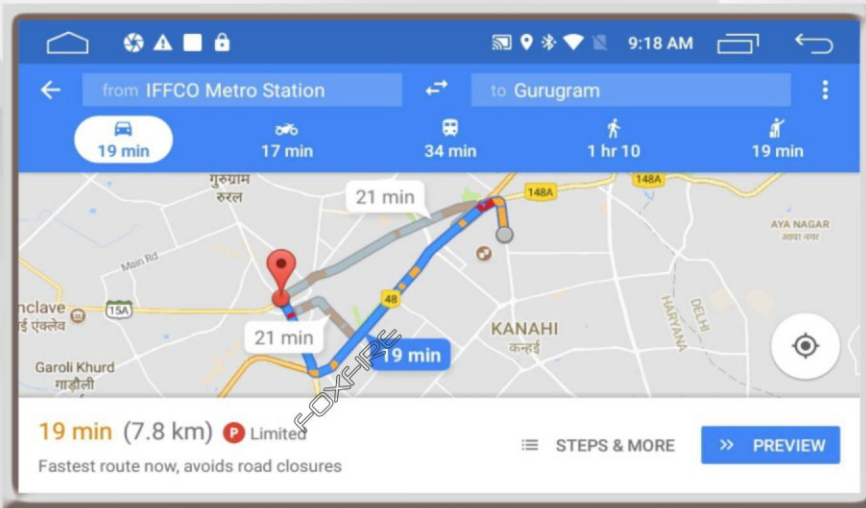 9:18 AM
from IFFCO Metro Station
to Gurugram
19 min
17 min
34 min
1 hr 10
19 min
गुरुग्राम
रुरल
21 min
148A
148A
AYA NAGAR
आया नगर
Main Rd
nclave
ई एंक्लेव
15A
48
HARYANA
DELHI
21 min
19 min
KANAHI
कन्हई
Garoli Khurd
गाड़ौली
FOXFIRE
19 min (7.8 km) P Limited
STEPS & MORE
PREVIEW
Fastest route now, avoids road closures